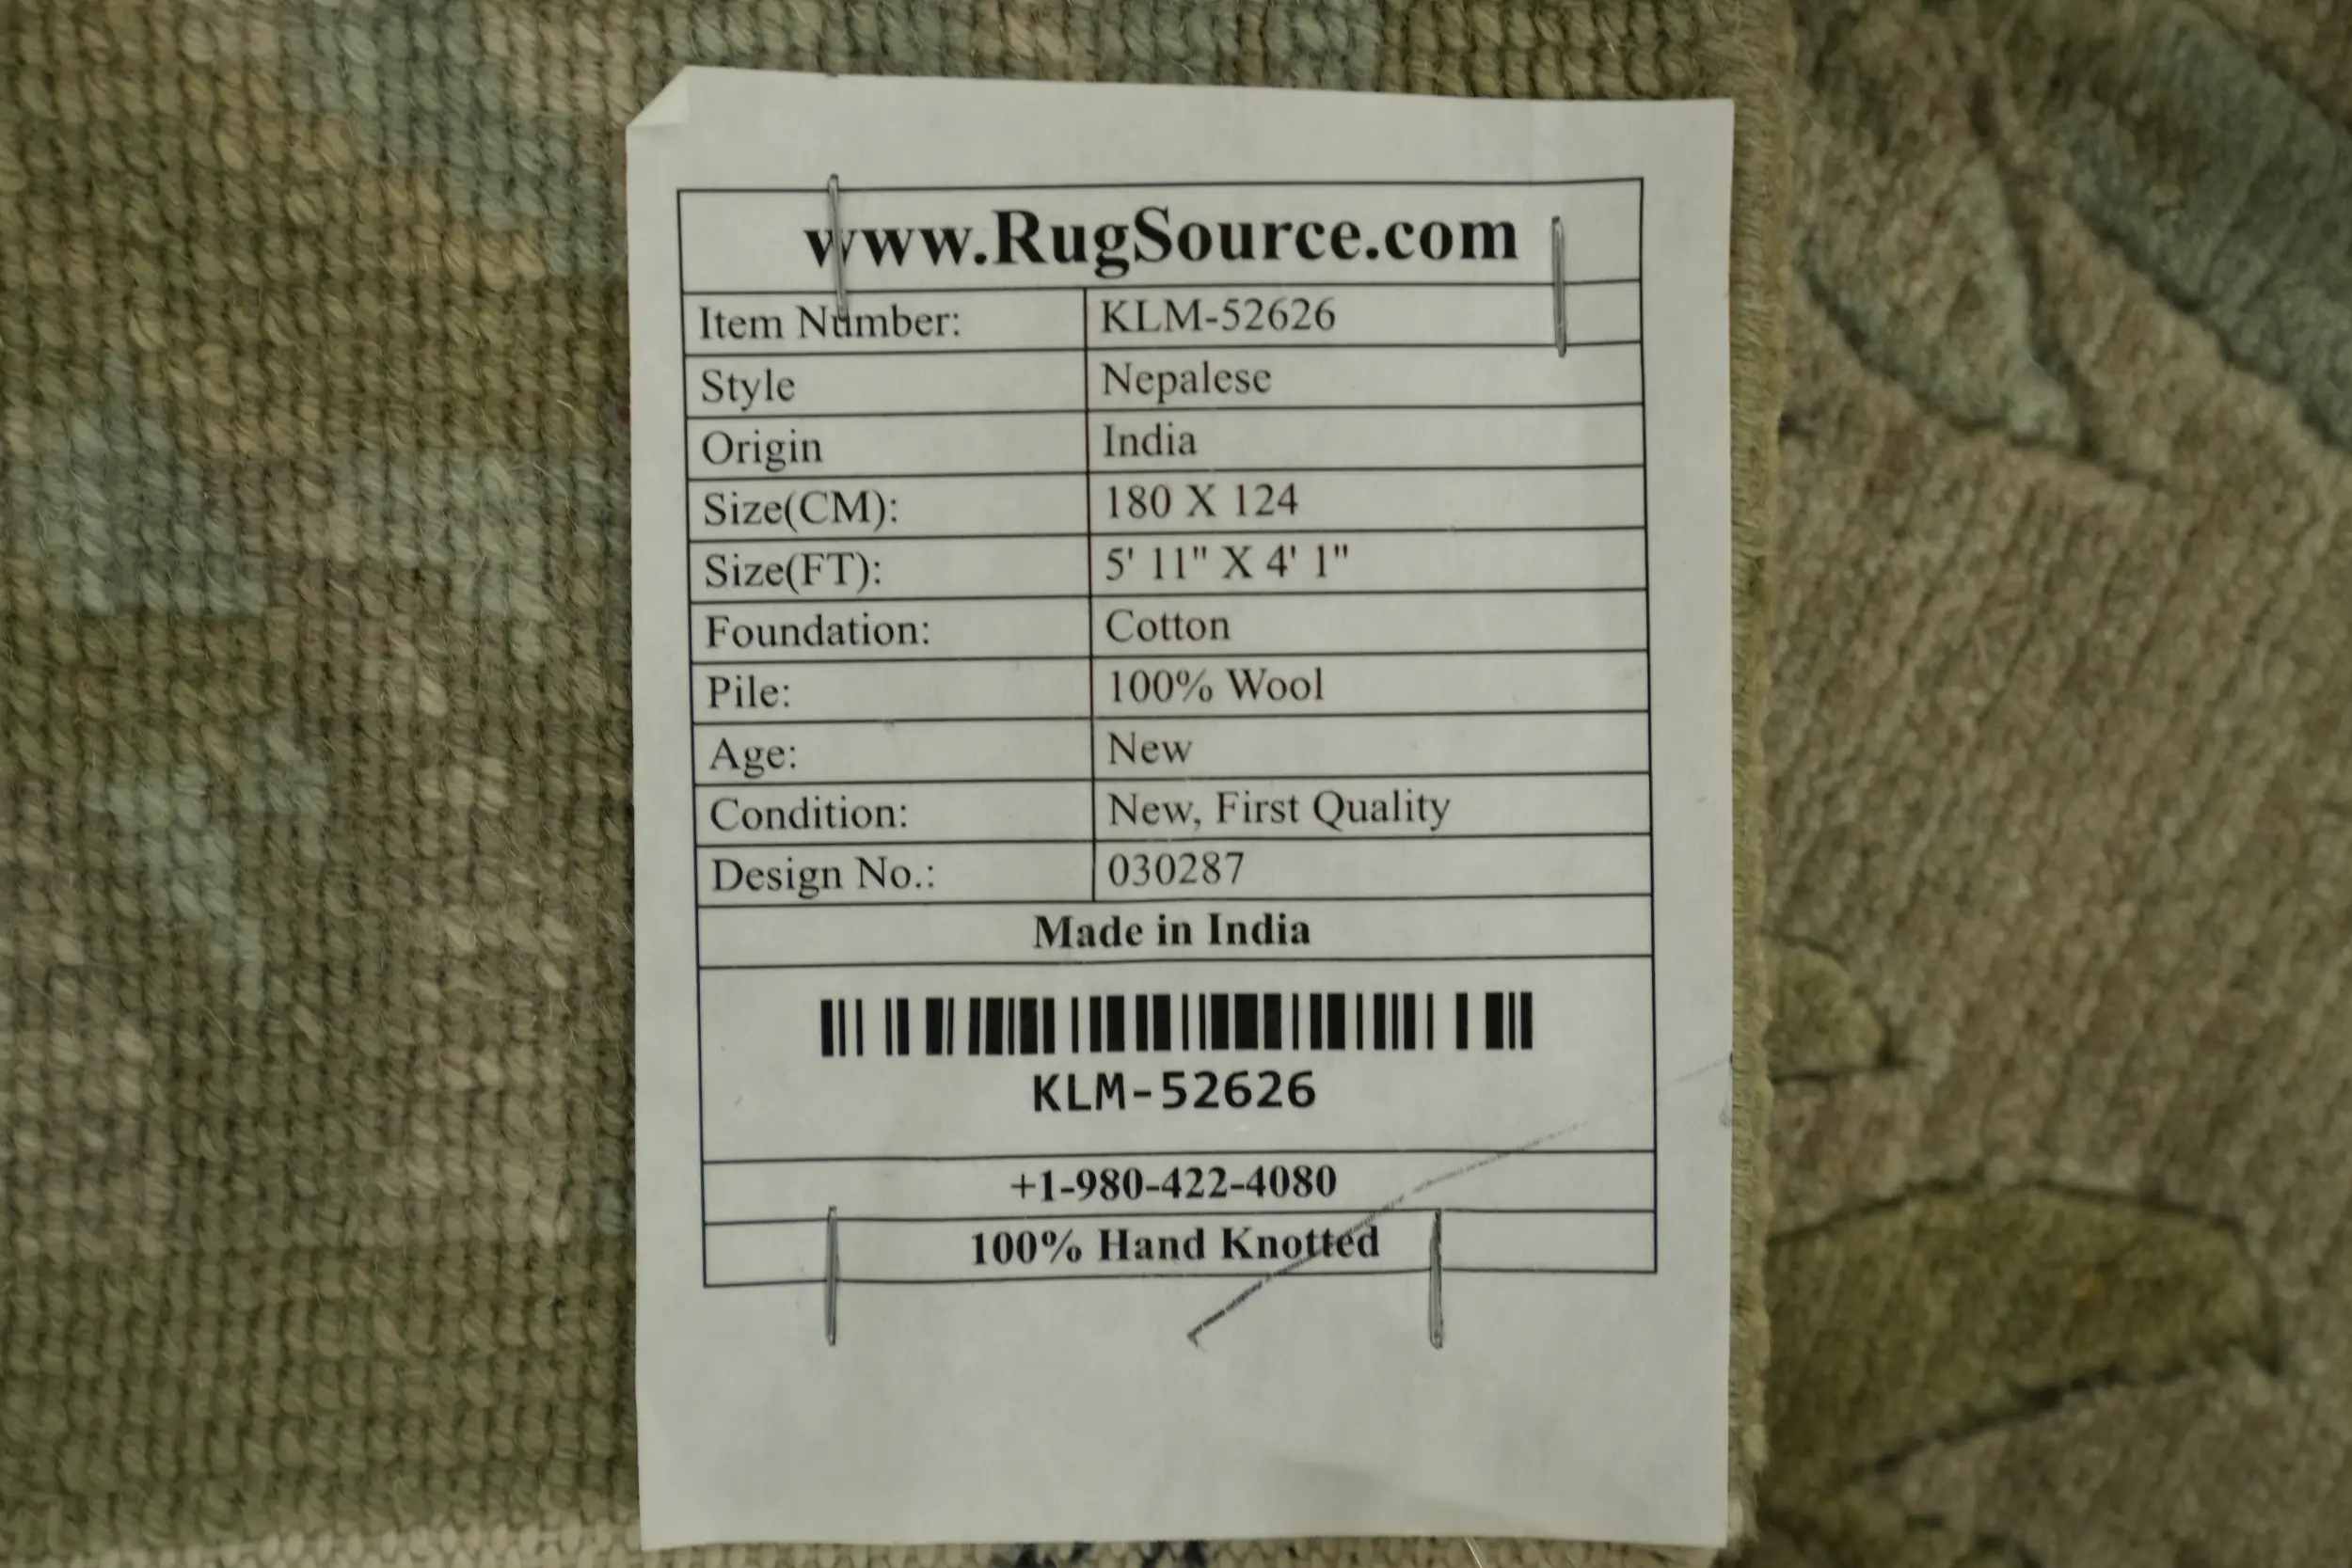 www.RugSource.com
Item Number: KLM-52626
Style Nepalese
Origin India
Size(CM): 180 X 124
Size(FT): 5' 11" X 4' 1"
Foundation: Cotton
Pile: 100% Wool
Age: New
Condition: New, First Quality
Design No.: 030287
Made in India
KLM-52626
+1-980-422-4080
100% Hand Knotted